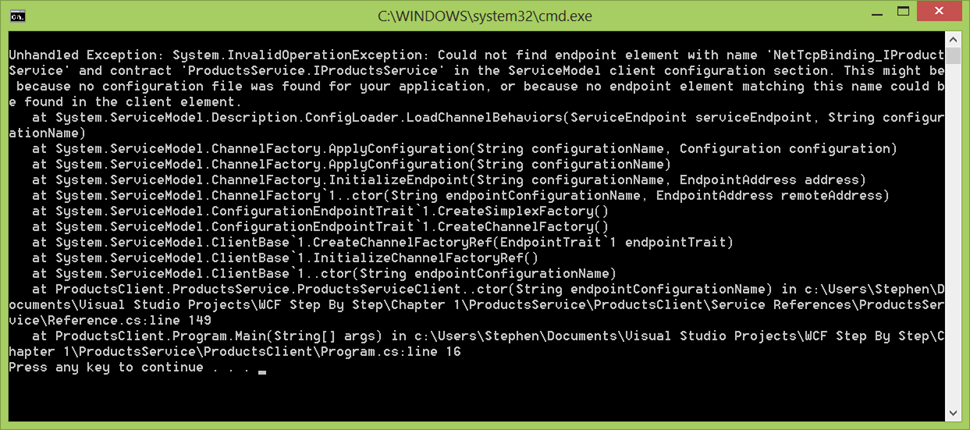 C:\WINDOWS\system32\cmd.exe
Unhandled Exception: System.InvalidOperationException: Could not find endpoint element with name 'NetTcpBinding_IProduct
Service' and contract 'ProductsService.IProductsService' in the ServiceModel client configuration section. This might be
 because no configuration file was found for your application, or because no endpoint element matching this name could b
e found in the client element.
   at System.ServiceModel.Description.ConfigLoader.LoadChannelBehaviors(ServiceEndpoint serviceEndpoint, String configur
ationName)
   at System.ServiceModel.ChannelFactory.ApplyConfiguration(String configurationName, Configuration configuration)
   at System.ServiceModel.ChannelFactory.ApplyConfiguration(String configurationName)
   at System.ServiceModel.ChannelFactory.InitializeEndpoint(String configurationName, EndpointAddress address)
   at System.ServiceModel.ChannelFactory`1..ctor(String endpointConfigurationName, EndpointAddress remoteAddress)
   at System.ServiceModel.ConfigurationEndpointTrait`1.CreateSimplexFactory()
   at System.ServiceModel.ConfigurationEndpointTrait`1.CreateChannelFactory()
   at System.ServiceModel.ClientBase`1.CreateChannelFactoryRef(EndpointTrait`1 endpointTrait)
   at System.ServiceModel.ClientBase`1.InitializeChannelFactoryRef()
   at System.ServiceModel.ClientBase`1..ctor(String endpointConfigurationName)
   at ProductsClient.ProductsService.ProductsServiceClient..ctor(String endpointConfigurationName) in c:\Users\Stephen\D
ocuments\Visual Studio Projects\WCF Step By Step\Chapter 1\ProductsService\ProductsClient\Service References\ProductsSer
vice\Reference.cs:line 149
   at ProductsClient.Program.Main(String[] args) in c:\Users\Stephen\Documents\Visual Studio Projects\WCF Step By Step\C
hapter 1\ProductsService\ProductsClient\Program.cs:line 16
Press any key to continue . . . _